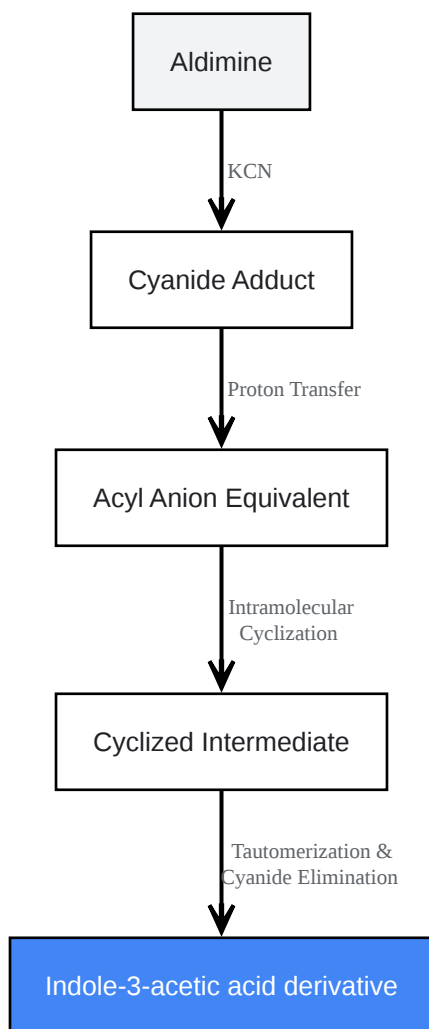 Aldimine
KCN
Cyanide Adduct
Proton Transfer
Acyl Anion Equivalent
Intramolecular
Cyclization
Cyclized Intermediate
Tautomerization &
Cyanide Elimination
Indole-3-acetic acid derivative